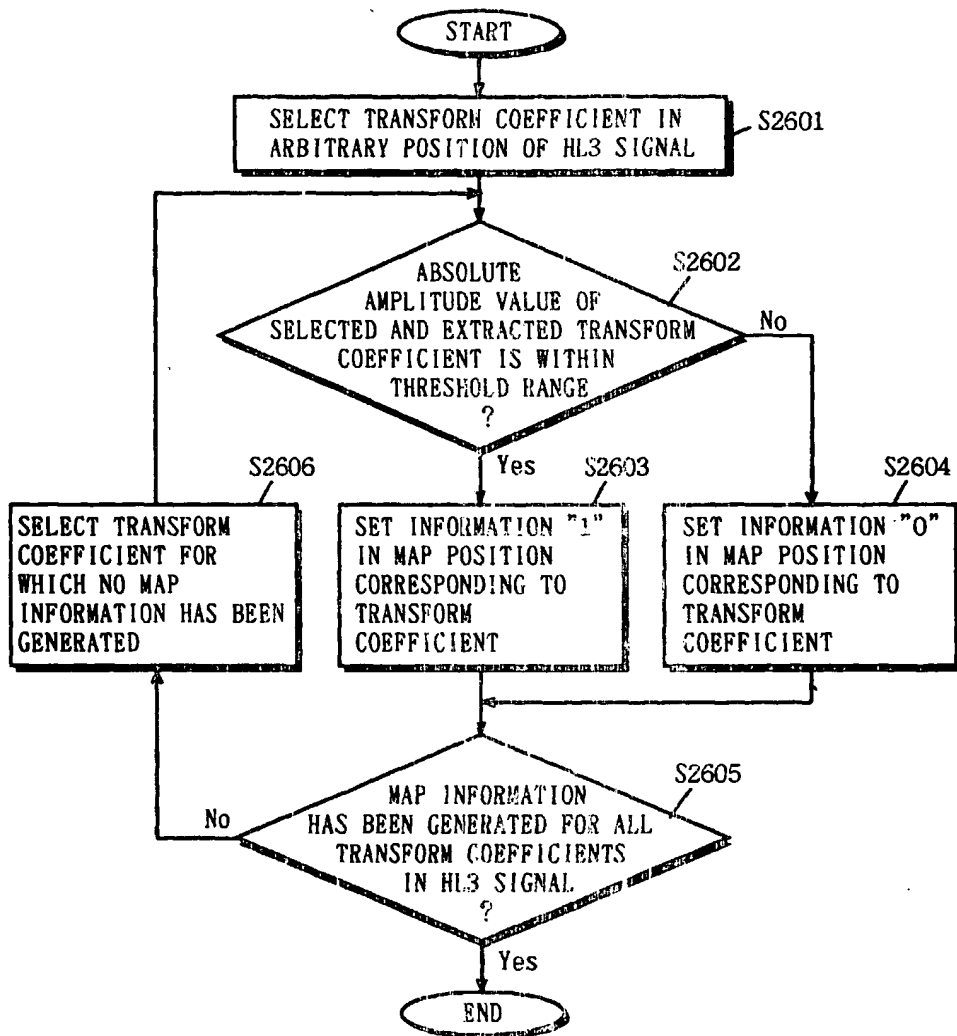 START
SELECT TRANSFORM COEFFICIENT IN
ARBITRARY POSITION OF HL3 SIGNAL
S2601
S2602
ABSOLUTE
AMPLITUDE VALUE OF
SELECTED AND EXTRACTED TRANSFORM
COEFFICIENT IS WITHIN
THRESHOLD RANGE
?
No
Yes
S2606
SELECT TRANSFORM
COEFFICIENT FOR
WHICH NO MAP
INFORMATION HAS BEEN
GENERATED
S2603
SET INFORMATION "1"
IN MAP POSITION
CORRESPONDING TO
TRANSFORM
COEFFICIENT
S2604
SET INFORMATION "0"
IN MAP POSITION
CORRESPONDING TO
TRANSFORM
COEFFICIENT
S2605
MAP INFORMATION
HAS BEEN GENERATED FOR ALL
TRANSFORM COEFFICIENTS
IN HL3 SIGNAL
?
No
Yes
END